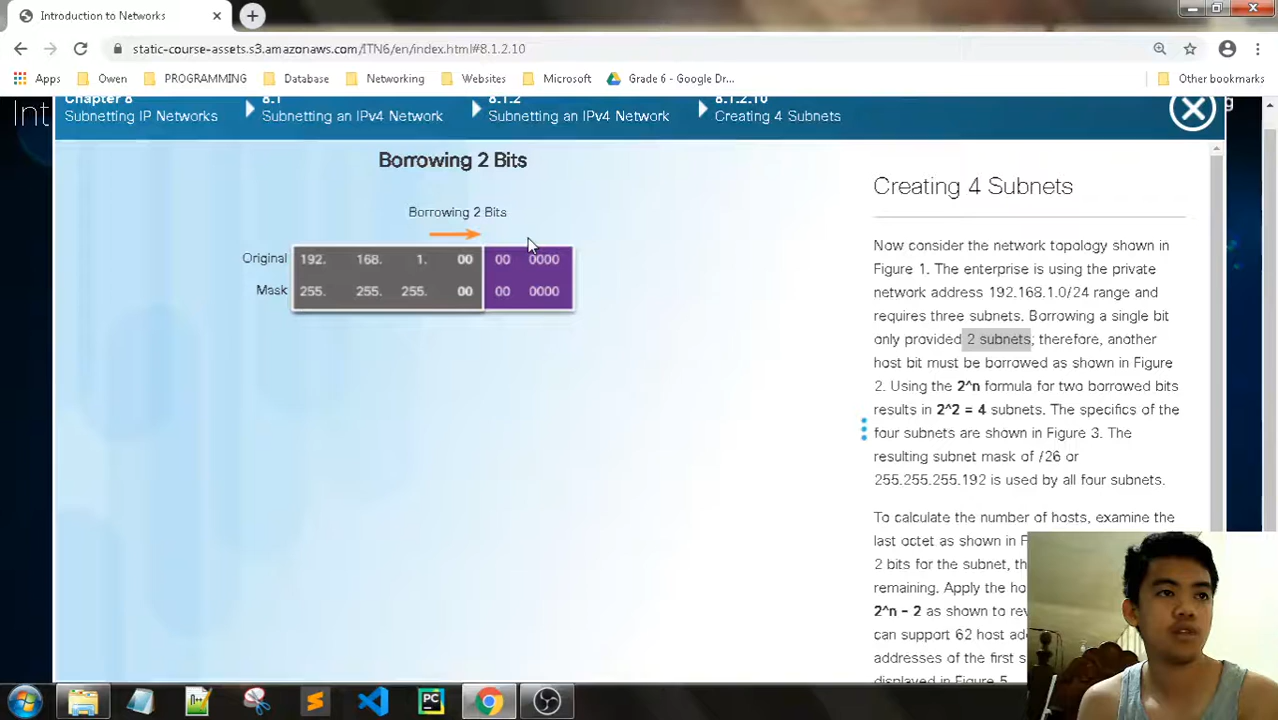 Introduction to Networks
static-course-assets.s3.amazonaws.com/ITN6/en/index.html#8.1.2.10
Apps Owen PROGRAMMING Database Networking Websites Microsoft Grade 6 - Google Dr... Other bookmarks
Int
Chapter 8 8.1 8.1.2 8.1.2.10
Subnetting IP Networks Subnetting an IPv4 Network Subnetting an IPv4 Network Creating 4 Subnets
Borrowing 2 Bits
Borrowing 2 Bits
Original 192. 168. 1. 00 00 0000
Mask 255. 255. 255. 00 00 0000
Creating 4 Subnets
Now consider the network topology shown in
Figure 1. The enterprise is using the private
network address 192.168.1.0/24 range and
requires three subnets. Borrowing a single bit
only provided 2 subnets; therefore, another
host bit must be borrowed as shown in Figure
2. Using the 2^n formula for two borrowed bits
results in 2^2 = 4 subnets. The specifics of the
four subnets are shown in Figure 3. The
resulting subnet mask of /26 or
255.255.255.192 is used by all four subnets.
To calculate the number of hosts, examine the
last octet as shown in F
2 bits for the subnet, th
remaining. Apply the ho
2^n - 2 as shown to rev
can support 62 host ad
addresses of the first s
displayed in Figure 5.